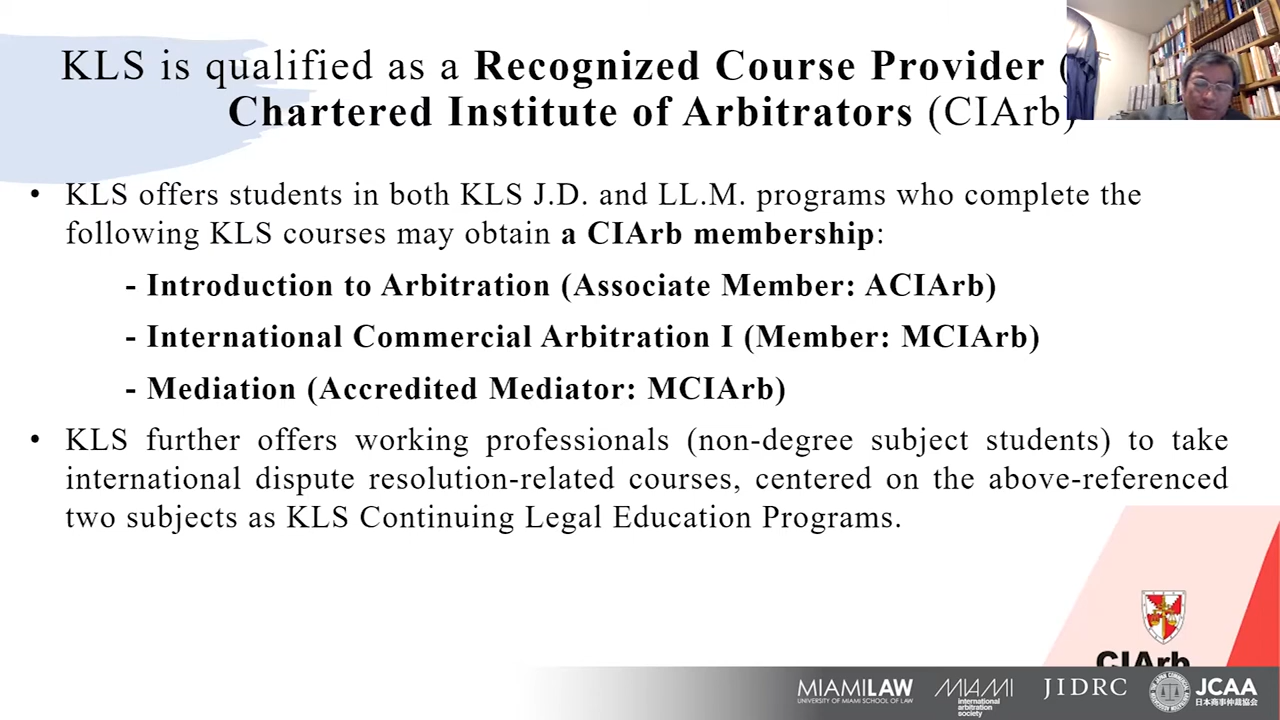 KLS is qualified as a Recognized Course Provider (
Chartered Institute of Arbitrators (CIArb)
• KLS offers students in both KLS J.D. and LL.M. programs who complete the
following KLS courses may obtain a CIArb membership:
- Introduction to Arbitration (Associate Member: ACIArb)
- International Commercial Arbitration I (Member: MCIArb)
- Mediation (Accredited Mediator: MCIArb)
• KLS further offers working professionals (non-degree subject students) to take
international dispute resolution-related courses, centered on the above-referenced
two subjects as KLS Continuing Legal Education Programs.
CIArb
MIAMILAW
UNIVERSITY OF MIAMI SCHOOL OF LAW
MIAMI
international
arbitration
society
JIDRC
JCAA
日本商事仲裁協会